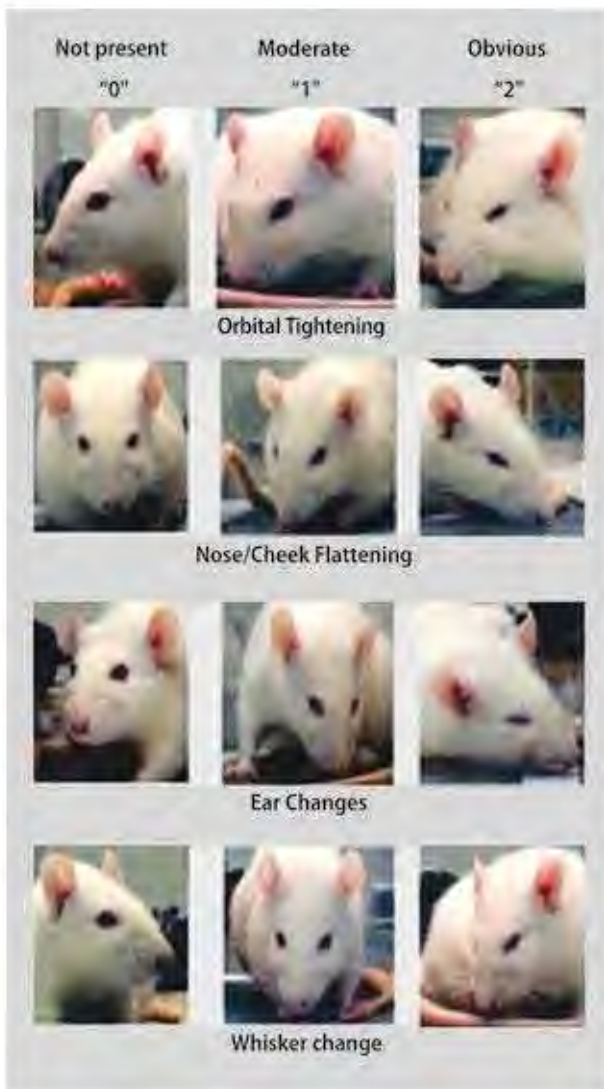 Not present Moderate Obvious
"0" "1" "2"
Orbital Tightening
Nose/Cheek Flattening
Ear Changes
Whisker change